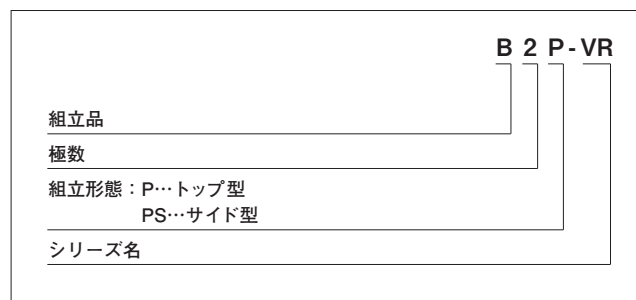 B 2 P - VR
組立品
極数
組立形態：P…トップ型
PS…サイド型
シリーズ名